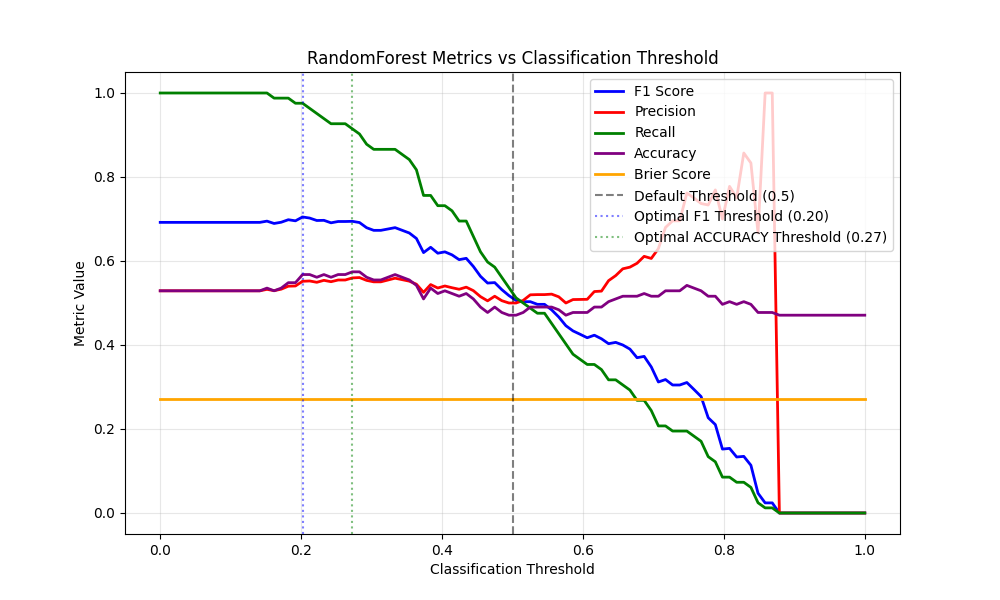 RandomForest Metrics vs Classification Threshold
Metric Value
1.0
0.8
0.6
0.4
0.2
0.0
F1 Score
Precision
Recall
Accuracy
Brier Score
Default Threshold (0.5)
Optimal F1 Threshold (0.20)
Optimal ACCURACY Threshold (0.27)
0.0 0.2 0.4 0.6 0.8 1.0
Classification Threshold